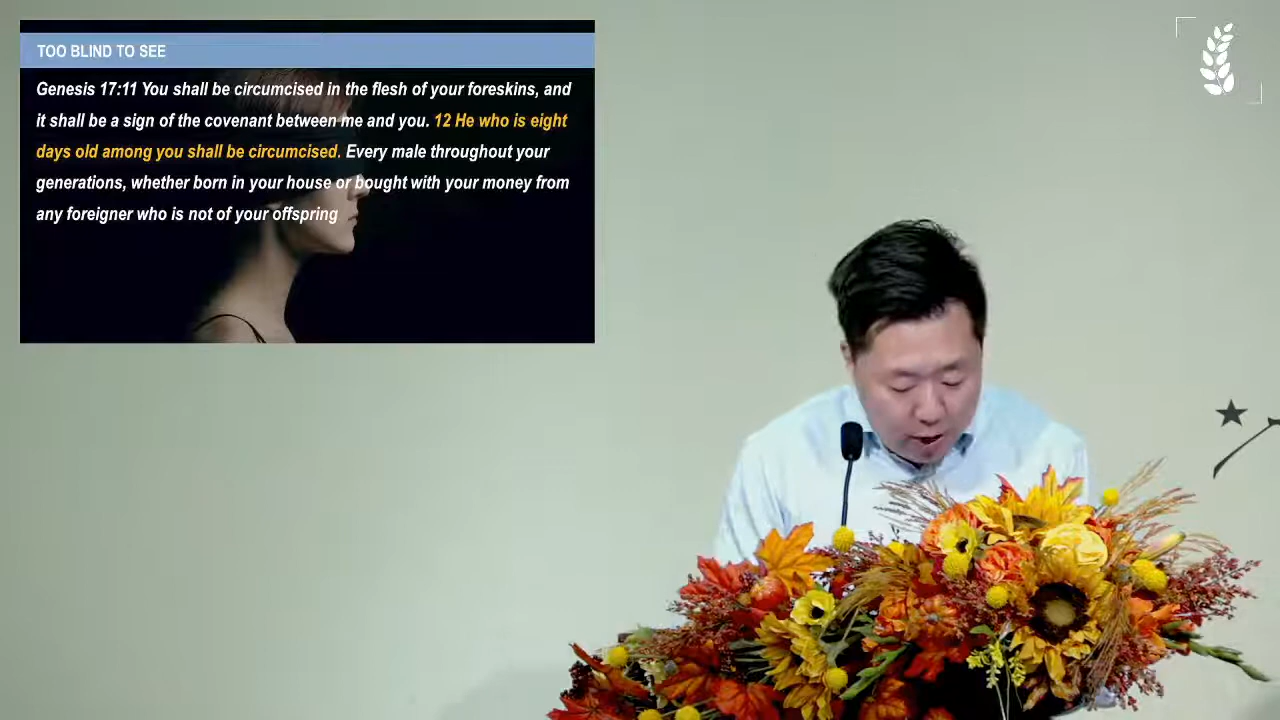 TOO BLIND TO SEE
Genesis 17:11 You shall be circumcised in the flesh of your foreskins, and
it shall be a sign of the covenant between me and you. 12 He who is eight
days old among you shall be circumcised. Every male throughout your
generations, whether born in your house or bought with your money from
any foreigner who is not of your offspring